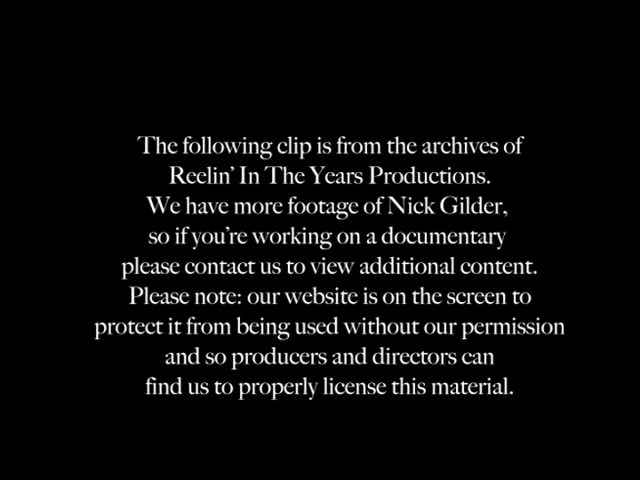 The following clip is from the archives of
Reelin’ In The Years Productions.
We have more footage of Nick Gilder,
so if you’re working on a documentary
please contact us to view additional content.
Please note: our website is on the screen to
protect it from being used without our permission
and so producers and directors can
find us to properly license this material.